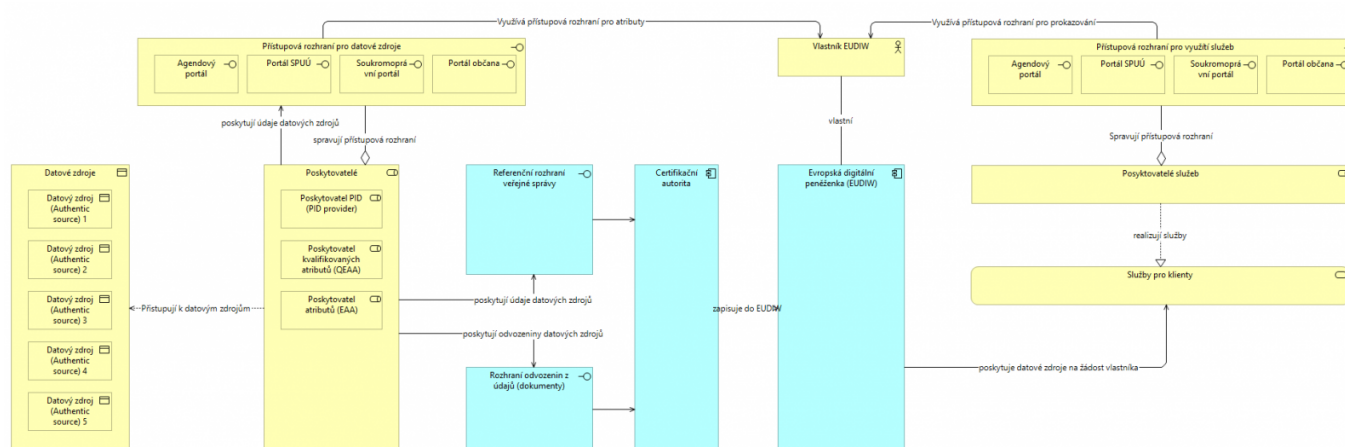 Využívá přístupová rozhraní pro atributy
Využívá přístupová rozhraní pro prokazování
Přístupová rozhraní pro datové zdroje
Agendový
portál
Portál SPUÚ
Soukromoprá
vní portál
Portál občana
Vlastník EUDIW
Přístupová rozhraní pro využití služeb
Agendový
portál
Portál SPUÚ
Soukromoprá
vní portál
Portál občana
poskytují údaje datových zdrojů
spravují přístupová rozhraní
vlastní
Spravují přístupová rozhraní
Datové zdroje
Datový zdroj
(Authentic
source) 1
Datový zdroj
(Authentic
source) 2
Datový zdroj
(Authentic
source) 3
Datový zdroj
(Authentic
source) 4
Datový zdroj
(Authentic
source) 5
Přistupují k datovým zdrojům
Poskytovatelé
Poskytovatel PID
(PID provider)
Poskytovatel
kvalifikovaných
atributů (QEAA)
Poskytovatel
atributů (EAA)
Referenční rozhraní
veřejné správy
poskytují údaje datových zdrojů
poskytují odvozeniny datových zdrojů
Rozhraní odvozenin z
údajů (dokumenty)
Certifikační
autorita
zapisuje do EUDIW
Evropská digitální
peněženka (EUDIW)
Posyktovatelé služeb
realizují služby
Služby pro klienty
poskytuje datové zdroje na žádost vlastníka